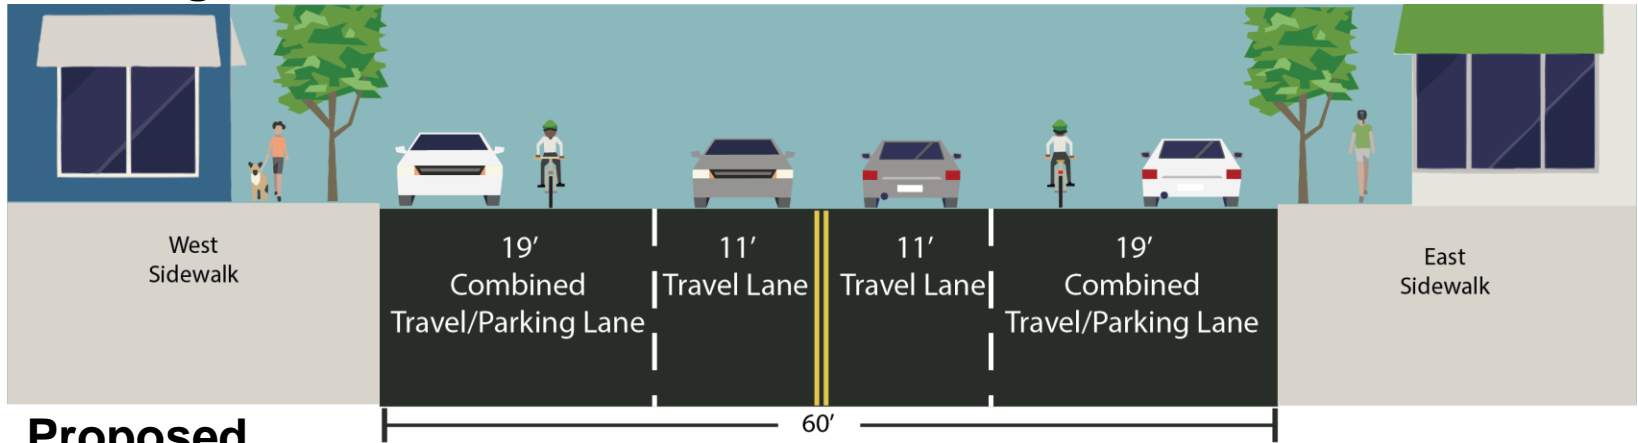 West
Sidewalk
19′
Combined
Travel/Parking Lane
11′
Travel Lane
11′
Travel Lane
19′
Combined
Travel/Parking Lane
East
Sidewalk
60′
Proposed